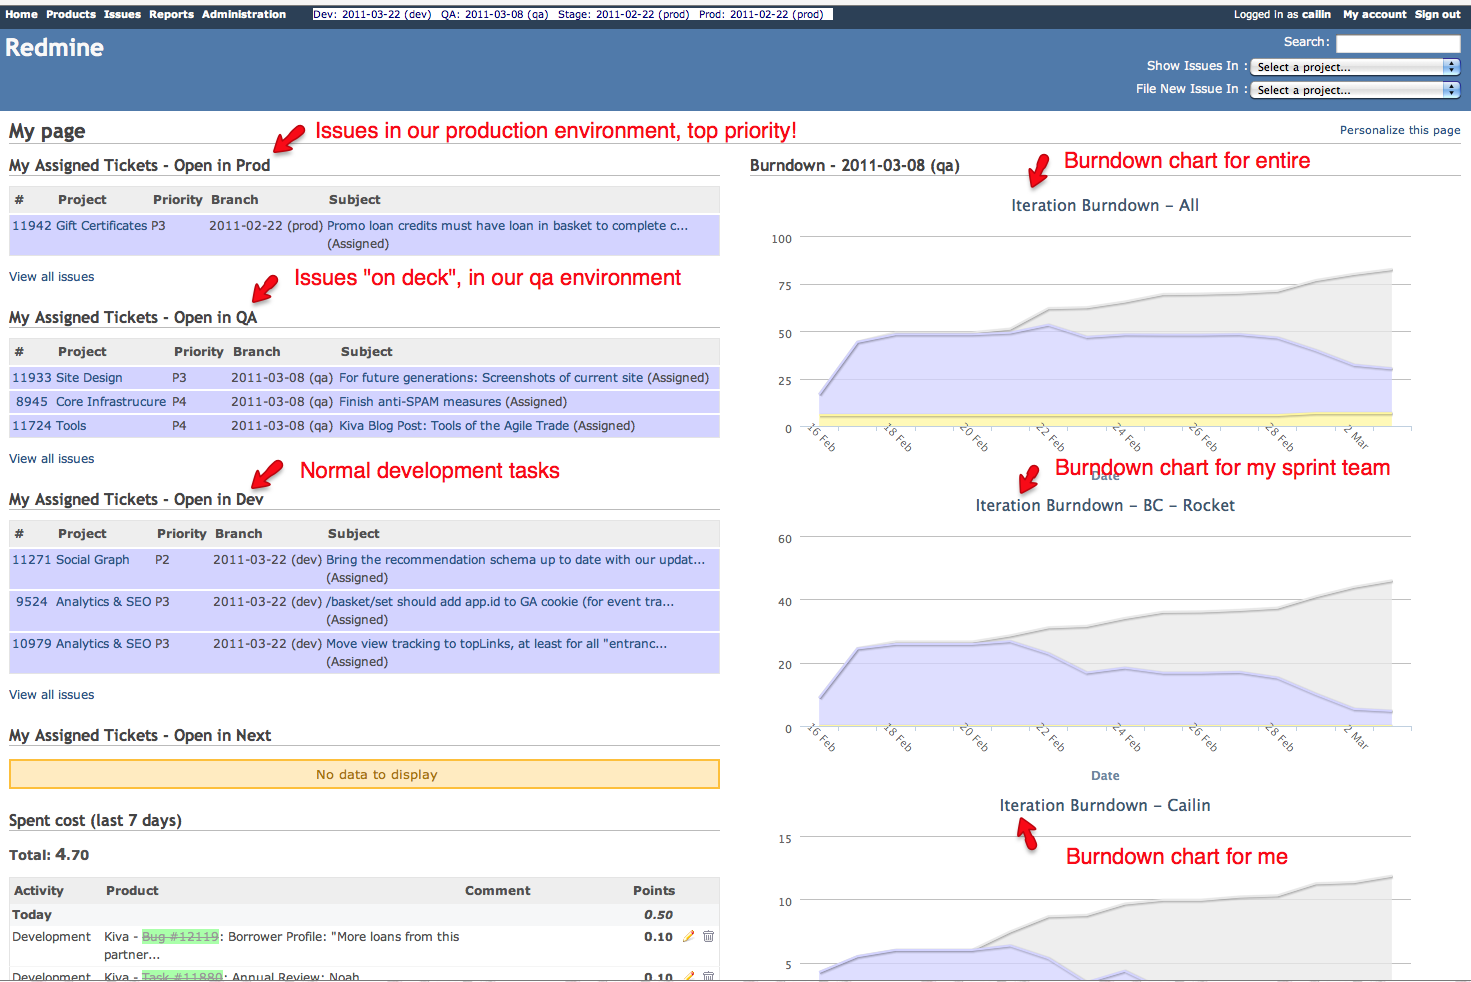 Home Products Issues Reports Administration Dev: 2011-03-22 (dev) QA: 2011-03-08 (qa) Stage: 2011-02-22 (prod) Prod: 2011-02-22 (prod) Logged in as cailin My account Sign out
Redmine
Search:
Show Issues In : Select a project...
File New Issue In : Select a project...
My page
Issues in our production environment, top priority!
Personalize this page
My Assigned Tickets - Open in Prod
# Project Priority Branch Subject
11942 Gift Certificates P3 2011-02-22 (prod) Promo loan credits must have loan in basket to complete c...
(Assigned)
View all issues
Issues "on deck", in our qa environment
My Assigned Tickets - Open in QA
# Project Priority Branch Subject
11933 Site Design P3 2011-03-08 (qa) For future generations: Screenshots of current site (Assigned)
8945 Core Infrastrucure P4 2011-03-08 (qa) Finish anti-SPAM measures (Assigned)
11724 Tools P4 2011-03-08 (qa) Kiva Blog Post: Tools of the Agile Trade (Assigned)
View all issues
Normal development tasks
My Assigned Tickets - Open in Dev
# Project Priority Branch Subject
11271 Social Graph P2 2011-03-22 (dev) Bring the recommendation schema up to date with our updat...
(Assigned)
9524 Analytics & SEO P3 2011-03-22 (dev) /basket/set should add app.id to GA cookie (for event tra...
(Assigned)
10979 Analytics & SEO P3 2011-03-22 (dev) Move view tracking to topLinks, at least for all "entranc...
(Assigned)
View all issues
My Assigned Tickets - Open in Next
No data to display
Spent cost (last 7 days)
Total: 4.70
Activity Product Comment Points
Today 0.50
Development Kiva - Bug #12119: Borrower Profile: "More loans from this 0.10
partner...
Development Kiva - Task #11880: Annual Review: Noah 0.10
Burndown - 2011-03-08 (qa)
Burndown chart for entire
Iteration Burndown - All
100
75
50
25
0
16 Feb 18 Feb 20 Feb 22 Feb 24 Feb 26 Feb 28 Feb 2 Mar
Date
Burndown chart for my sprint team
Iteration Burndown - BC - Rocket
60
40
20
0
16 Feb 18 Feb 20 Feb 22 Feb 24 Feb 26 Feb 28 Feb 2 Mar
Date
Iteration Burndown - Cailin
Burndown chart for me
15
10
5